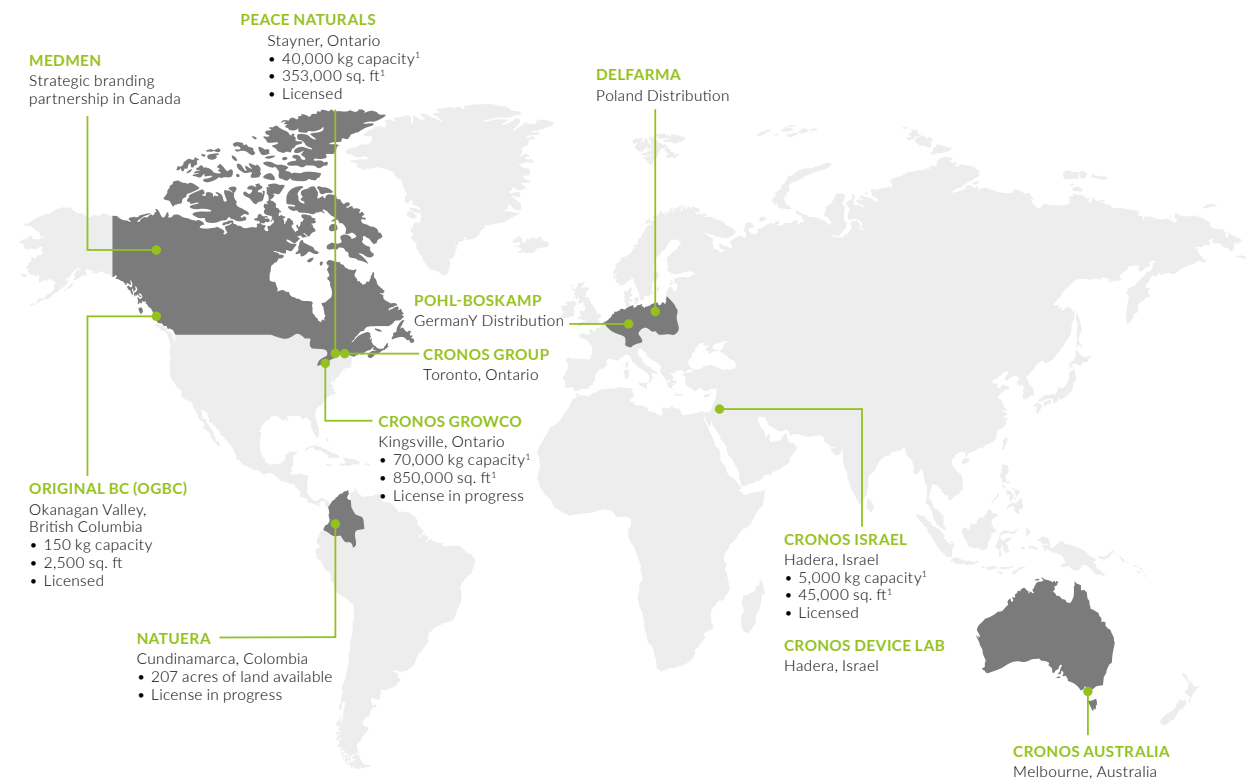 PEACE NATURALS
Stayner, Ontario
• 40,000 kg capacity¹
• 353,000 sq. ft¹
• Licensed
MEDMEN
Strategic branding
partnership in Canada
DELFARMA
Poland Distribution
POHL-BOSKAMP
GermanY Distribution
CRONOS GROUP
Toronto, Ontario
CRONOS GROWCO
Kingsville, Ontario
• 70,000 kg capacity¹
• 850,000 sq. ft¹
• License in progress
ORIGINAL BC (OGBC)
Okanagan Valley,
British Columbia
• 150 kg capacity
• 2,500 sq. ft
• Licensed
CRONOS ISRAEL
Hadera, Israel
• 5,000 kg capacity¹
• 45,000 sq. ft¹
• Licensed
CRONOS DEVICE LAB
Hadera, Israel
NATUERA
Cundinamarca, Colombia
• 207 acres of land available
• License in progress
CRONOS AUSTRALIA
Melbourne, Australia